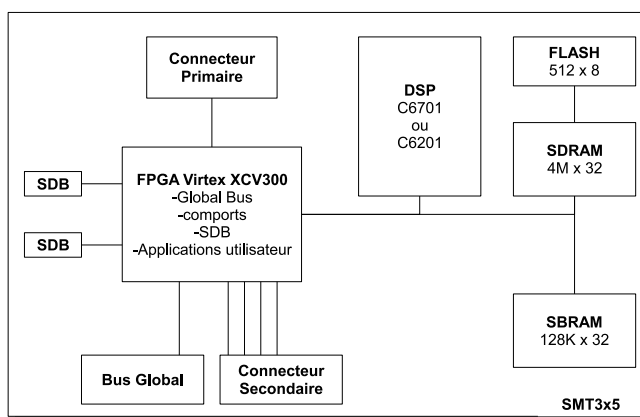 Connecteur
Primaire
DSP
C6701
ou
C6201
FLASH
512 x 8
SDRAM
4M x 32
FPGA Virtex XCV300
-Global Bus
-comports
-SDB
-Applications utilisateur
SDB
SDB
SBRAM
128K x 32
Bus Global
Connecteur
Secondaire
SMT3x5